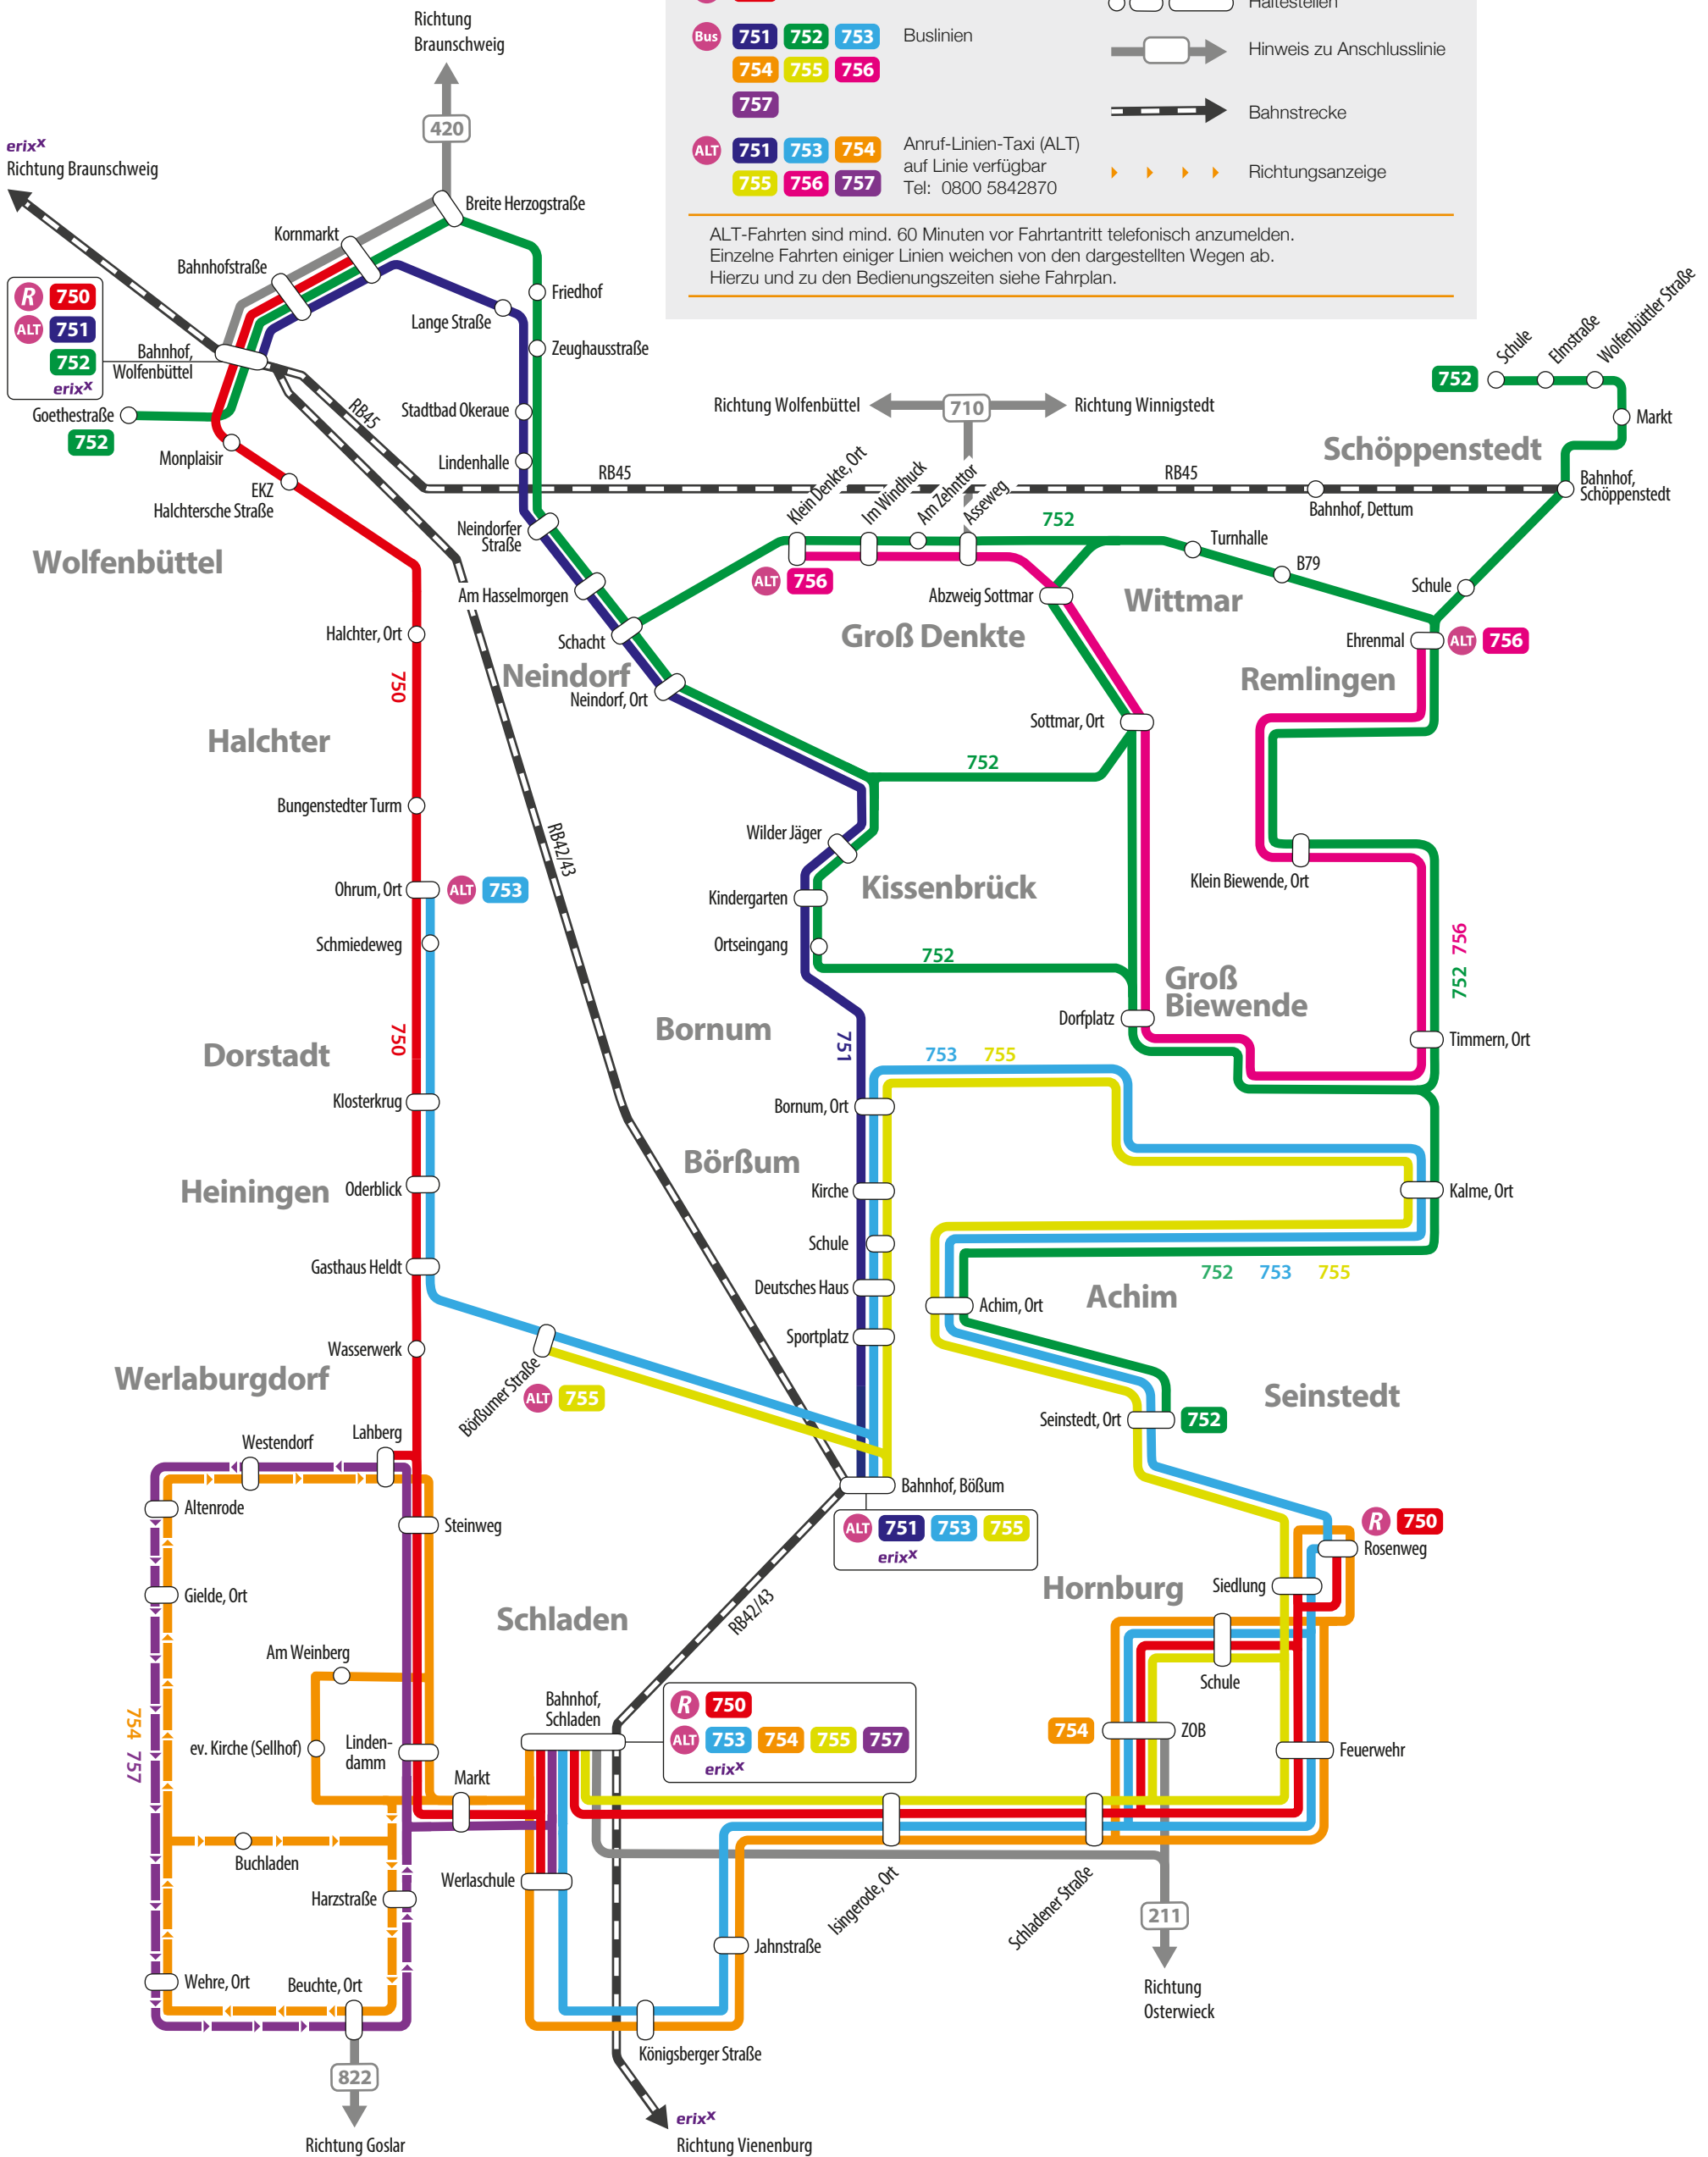 Richtung
Braunschweig
420
erixx
Richtung Braunschweig
Haltestellen
Bus 751 752 753 Buslinien
754 755 756
757
Hinweis zu Anschlusslinie
Bahnstrecke
ALT 751 753 754
755 756 757
Anruf-Linien-Taxi (ALT)
auf Linie verfügbar
Tel: 0800 5842870
Richtungsanzeige
ALT-Fahrten sind mind. 60 Minuten vor Fahrtantritt telefonisch anzumelden.
Einzelne Fahrten einiger Linien weichen von den dargestellten Wegen ab.
Hierzu und zu den Bedienungszeiten siehe Fahrplan.
Breite Herzogstraße
Kornmarkt
Bahnhofstraße
R 750
ALT 751
752
erixx
Bahnhof,
Wolfenbüttel
Goethestraße
752
Monplaisir
EKZ
Halchtersche Straße
Wolfenbüttel
Lange Straße
Friedhof
Zeughausstraße
Stadtbad Okeraue
Lindenhalle
RB45
RB45
RB45
Neindorfer
Straße
Am Hasselmorgen
Schacht
Neindorf
Neindorf, Ort
Richtung Wolfenbüttel
710
Richtung Winnigstedt
Klein Denkte, Ort
Im Windhuck
Am Zehnttor
Asseweg
752
ALT 756
Abzweig Sottmar
Groß Denkte
Wittmar
Turnhalle
B79
752
Schule
Elmstraße
Wolfenbüttler Straße
Markt
Schöppenstedt
Bahnhof,
Schöppenstedt
Bahnhof, Dettum
Schule
Ehrenmal
ALT 756
Remlingen
Sottmar, Ort
752
Halchter, Ort
750
Halchter
Bungenstedter Turm
Ohrum, Ort
ALT 753
Schmiedeweg
RB42/43
Wilder Jäger
Kindergarten
Kissenbrück
Ortseingang
752
Klein Biewende, Ort
752 756
Groß
Biewende
Dorfplatz
Timmern, Ort
Dorstadt
750
Klosterkrug
Heiningen
Oderblick
Gasthaus Heldt
Bornum
751
753 755
Bornum, Ort
Börßum
Kirche
Schule
Deutsches Haus
Sportplatz
Kalme, Ort
752 753 755
Achim
Achim, Ort
Wasserwerk
Werlaburgdorf
Börßumer Straße
ALT 755
Seinstedt
Seinstedt, Ort
752
Lahberg
Westendorf
Altenrode
Steinweg
Gielde, Ort
Bahnhof, Bößum
ALT 751 753 755
erixx
R 750
Rosenweg
Hornburg
Siedlung
Schule
Schladen
RB42/43
Am Weinberg
ev. Kirche (Sellhof)
Linden-
damm
754 757
Bahnhof,
Schladen
R 750
ALT 753 754 755 757
erixx
754
ZOB
Feuerwehr
Markt
Buchladen
Harzstraße
Werlaschule
Isingerode, Ort
Schladener Straße
211
Jahnstraße
Wehre, Ort
Beuchte, Ort
Richtung
Osterwieck
Königsberger Straße
822
Richtung Goslar
erixx
Richtung Vienenburg